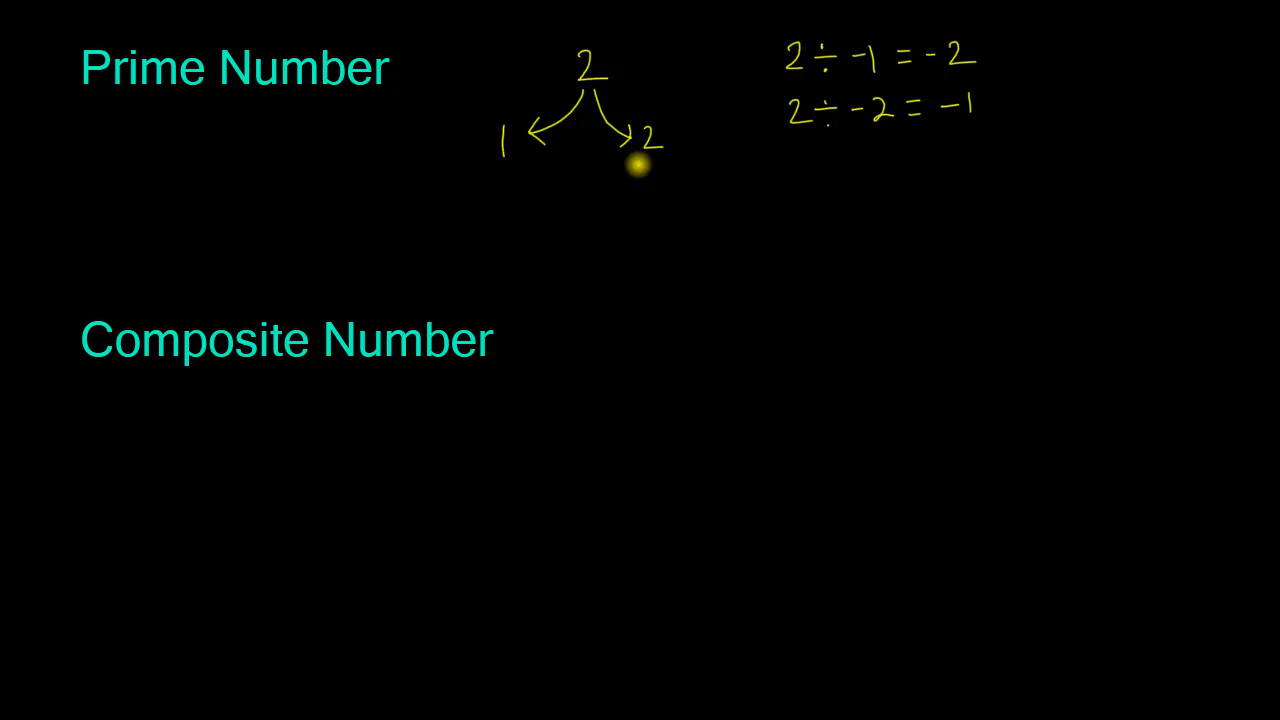 Prime Number
2
1 2
2 ÷ -1 = -2
2 ÷ -2 = -1
Composite Number